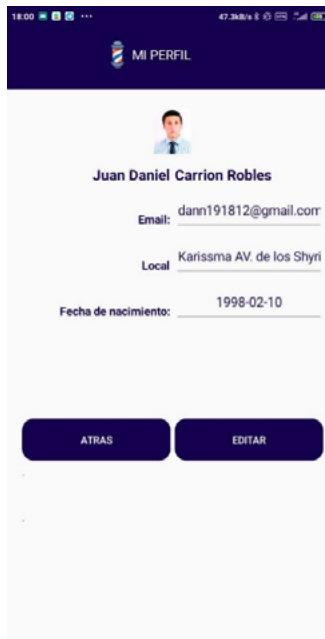 18:00 47.3kB/s
MI PERFIL
Juan Daniel Carrion Robles
Email: dann191812@gmail.com
Local Karissma AV. de los Shyri
Fecha de nacimiento: 1998-02-10
ATRAS EDITAR